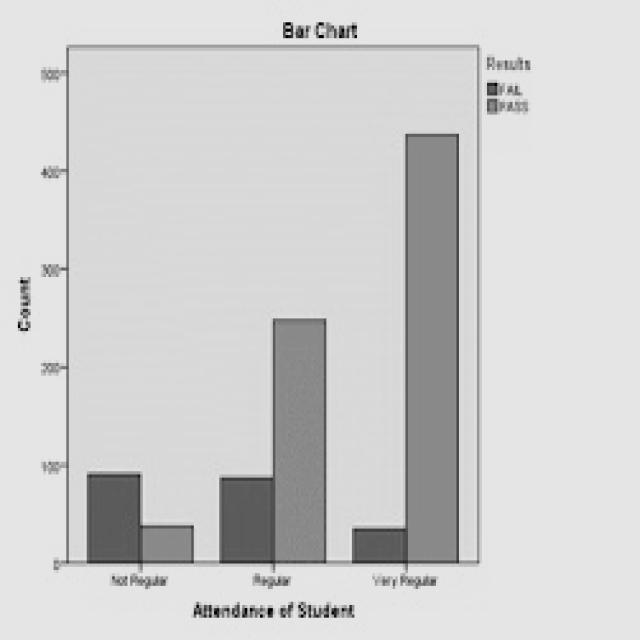 Bar Chart
Results
FAIL
PASS
500
400
300
200
100
0
Count
Not Regular
Regular
Very Regular
Attendance of Student